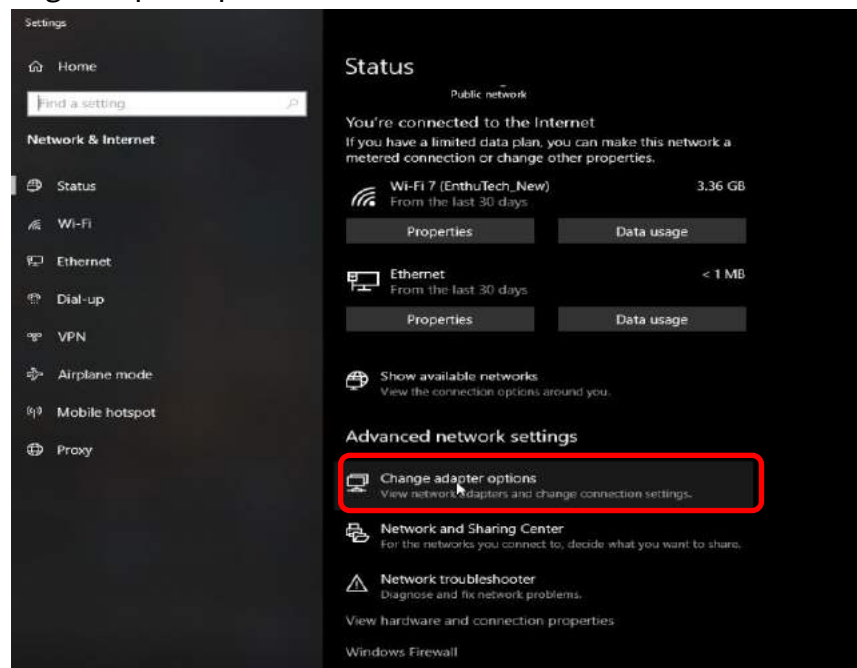 Settings
Home
Find a setting
Network & Internet
Status
Wi-Fi
Ethernet
Dial-up
VPN
Airplane mode
Mobile hotspot
Proxy
Status
Public network
You're connected to the Internet
If you have a limited data plan, you can make this network a
metered connection or change other properties.
Wi-Fi 7 (EnthuTech_New)
3.36 GB
From the last 30 days
Properties
Data usage
Ethernet
< 1 MB
From the last 30 days
Properties
Data usage
Show available networks
View the connection options around you.
Advanced network settings
Change adapter options
View network adapters and change connection settings.
Network and Sharing Center
For the networks you connect to, decide what you want to share.
Network troubleshooter
Diagnose and fix network problems.
View hardware and connection properties
Windows Firewall